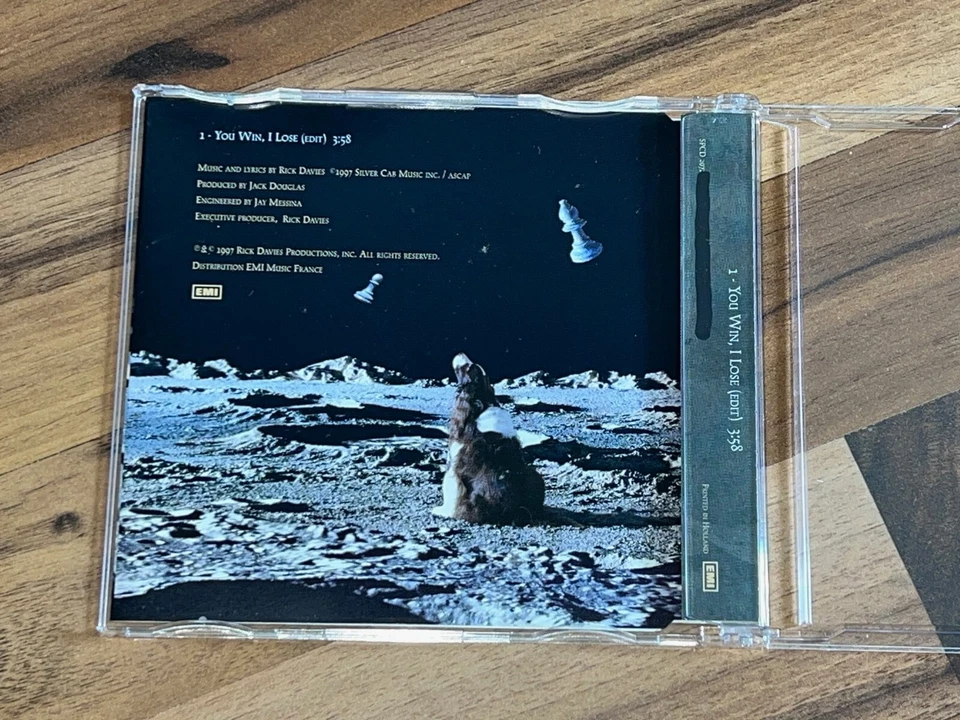 1 - You Win, I Lose (edit) 3:58
Music and lyrics by Rick Davies ©1997 Silver Cab Music inc. / ASCAP
Produced by Jack Douglas
Engineered by Jay Messina
Executive producer, Rick Davies
℗ & © 1997 Rick Davies Productions, inc. All rights reserved.
Distribution EMI Music France
EMI
SPCD
1 - You Win, I Lose (edit) 3:58
Printed by Holland
EMI